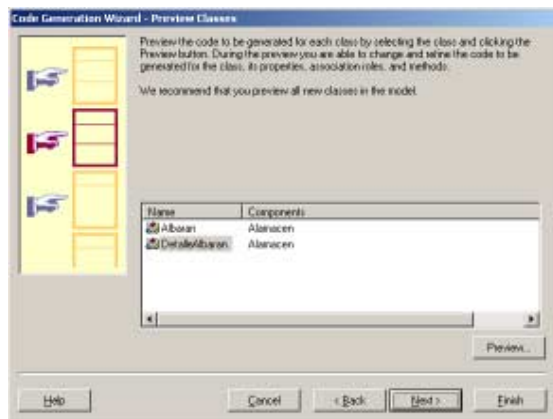 Code Generation Wizard - Preview Classes
Preview the code to be generated for each class by selecting the class and clicking the
Preview button. During the preview you are able to change and refine the code to be
generated for the class, its properties, association roles, and methods.
We recommend that you preview all new classes in the model.
Name Components
Albaran Alamacen
DetalleAlbaran Alamacen
Preview...
Help Cancel < Back Next > Finish